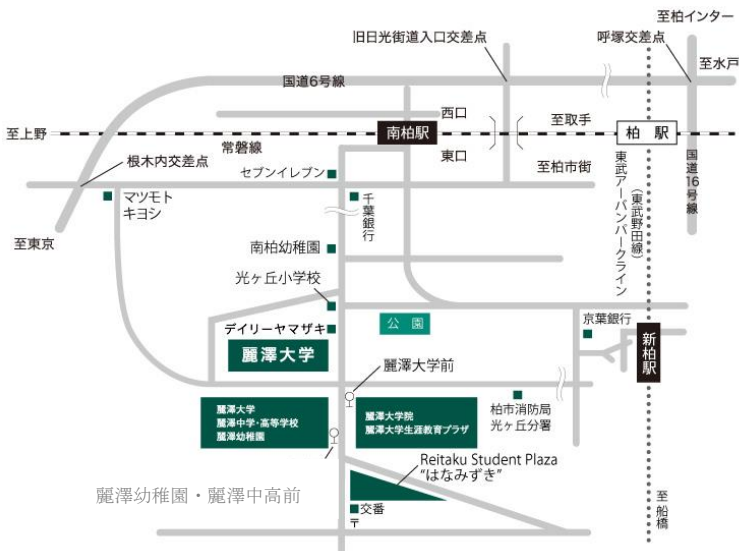 至柏インター
旧日光街道入口交差点
呼塚交差点
至水戸
国道6号線
西口
至取手
至上野
南柏駅
柏 駅
常磐線
東口
根木内交差点
セブンイレブン
至柏市街
国道16号線
マツモト
キヨシ
千葉銀行
東武アーバンパークライン
(東武野田線)
至東京
南柏幼稚園
光ヶ丘小学校
デイリーヤマザキ
公 園
京葉銀行
新柏駅
麗澤大学
麗澤大学前
麗澤大学
麗澤中学・高等学校
麗澤幼稚園
麗澤大学院
麗澤大学生涯教育プラザ
柏市消防局
光ヶ丘分署
Reitaku Student Plaza
“はなみずき”
麗澤幼稚園・麗澤中高前
交番
〒
至船橋